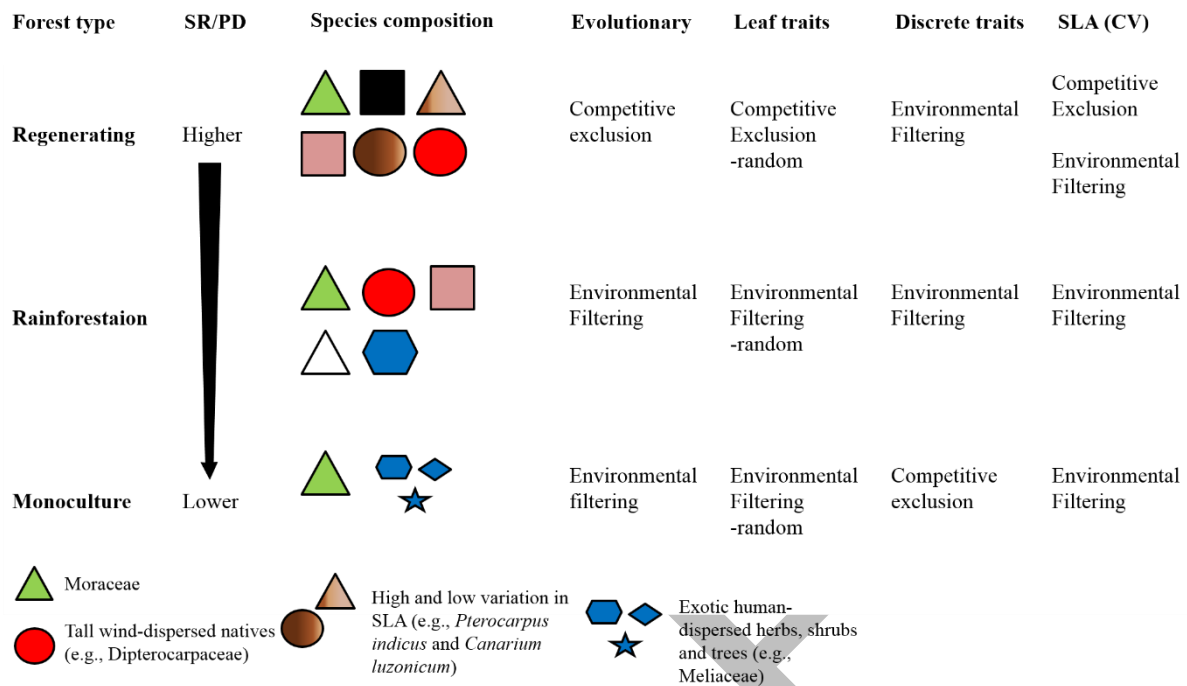 Forest type SR/PD Species composition Evolutionary Leaf traits Discrete traits SLA (CV)
Regenerating Higher
Competitive
exclusion
Competitive
Exclusion
-random
Environmental
Filtering
Competitive
Exclusion
Environmental
Filtering
Rainforestaion
Environmental
Filtering
Environmental
Filtering
-random
Environmental
Filtering
Environmental
Filtering
Monoculture Lower
Environmental
filtering
Environmental
Filtering
-random
Competitive
exclusion
Environmental
Filtering
Moraceae
Tall wind-dispersed natives
(e.g., Dipterocarpaceae)
High and low variation in
SLA (e.g., Pterocarpus
indicus and Canarium
luzonicum)
Exotic human-
dispersed herbs, shrubs
and trees (e.g.,
Meliaceae)